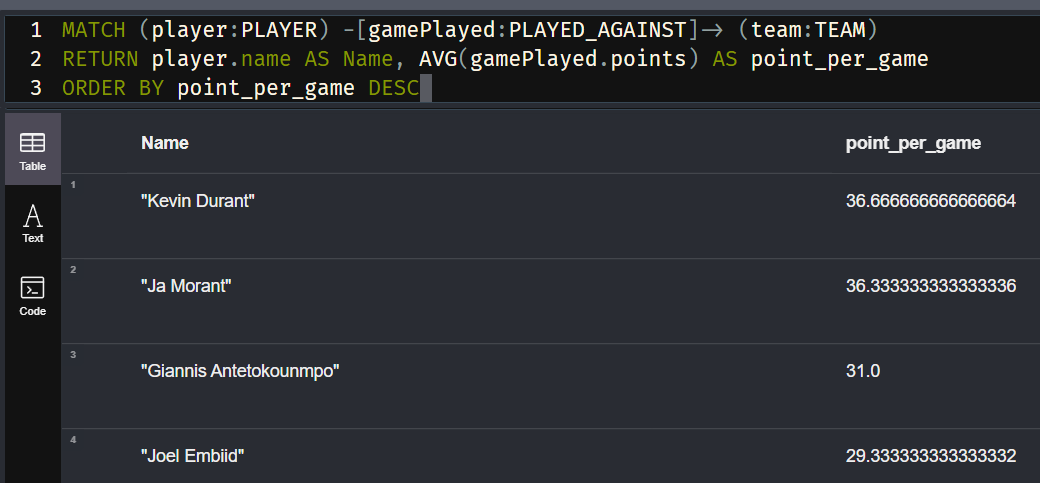 1 MATCH (player:PLAYER) -[gamePlayed:PLAYED_AGAINST]-> (team:TEAM)
2 RETURN player.name AS Name, AVG(gamePlayed.points) AS point_per_game
3 ORDER BY point_per_game DESC
Table
Text
Code
Name point_per_game
1 "Kevin Durant" 36.666666666666664
2 "Ja Morant" 36.333333333333336
3 "Giannis Antetokounmpo" 31.0
4 "Joel Embiid" 29.333333333333332